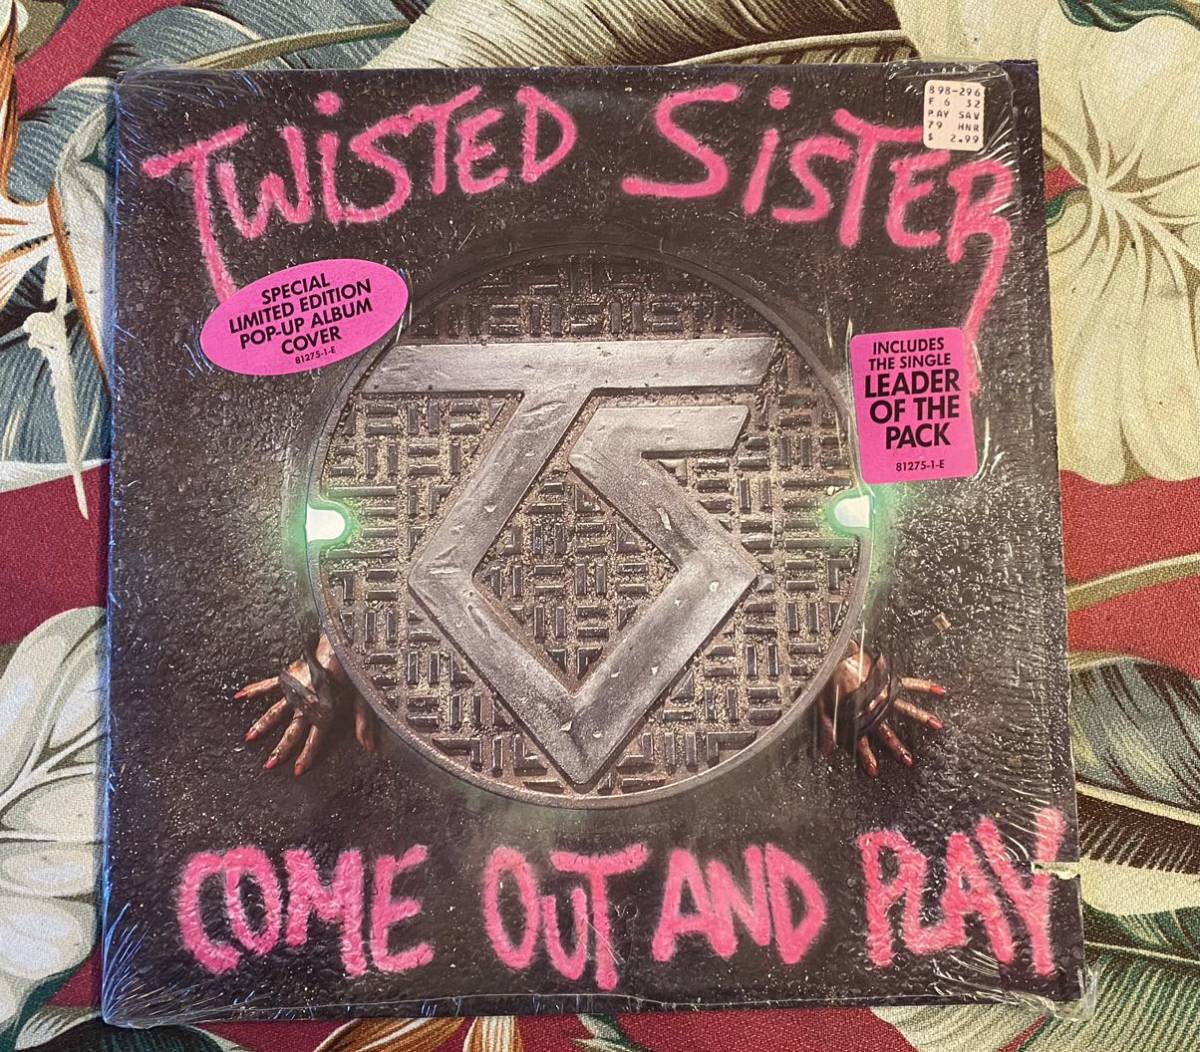 TWiSTED SiSTER
898-296
F 6 32
PAY SAV
79 HNR
$ 2.99
SPECIAL
LIMITED EDITION
POP-UP ALBUM
COVER
81275-1-E
INCLUDES
THE SINGLE
LEADER
OF THE
PACK
81275-1-E
TS
COME OuT AND PLAY